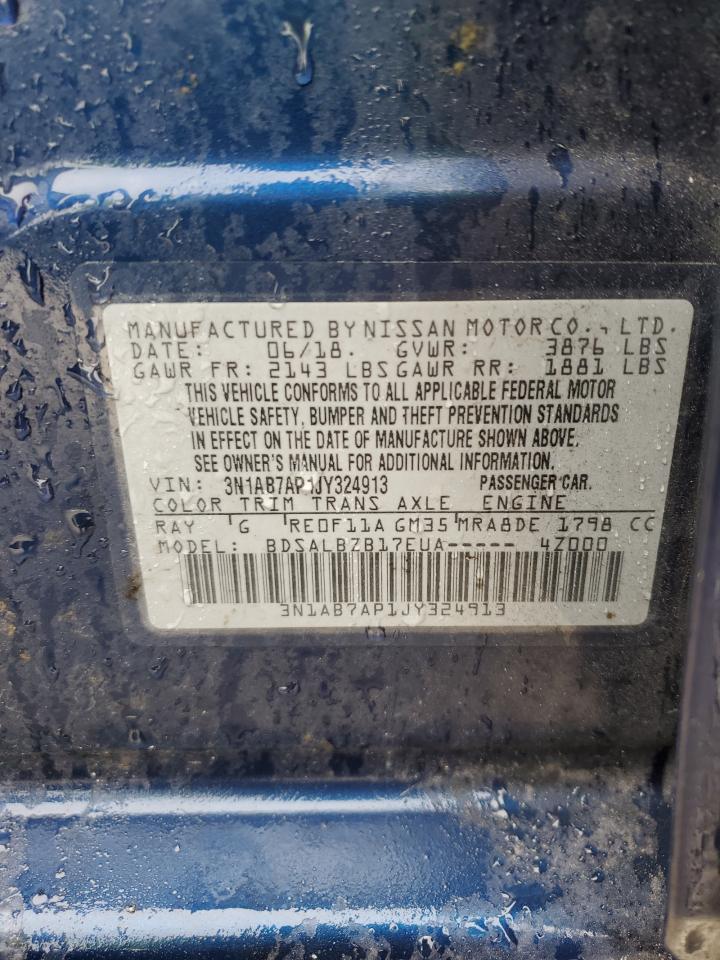 MANUFACTURED BY NISSAN MOTOR CO., LTD.
DATE: 06/18. GVWR: 3876 LBS
GAWR FR: 2143 LBS GAWR RR: 1881 LBS
THIS VEHICLE CONFORMS TO ALL APPLICABLE FEDERAL MOTOR
VEHICLE SAFETY, BUMPER AND THEFT PREVENTION STANDARDS
IN EFFECT ON THE DATE OF MANUFACTURE SHOWN ABOVE.
SEE OWNER'S MANUAL FOR ADDITIONAL INFORMATION.
VIN: 3N1AB7AP1JY324913 PASSENGER CAR.
COLOR TRIM TRANS AXLE ENGINE
RAY G RE0F11A GM35 MRA8DE 1798 CC
MODEL: BDSALBZB17EUA----- 4Z000
3N1AB7AP1JY324913